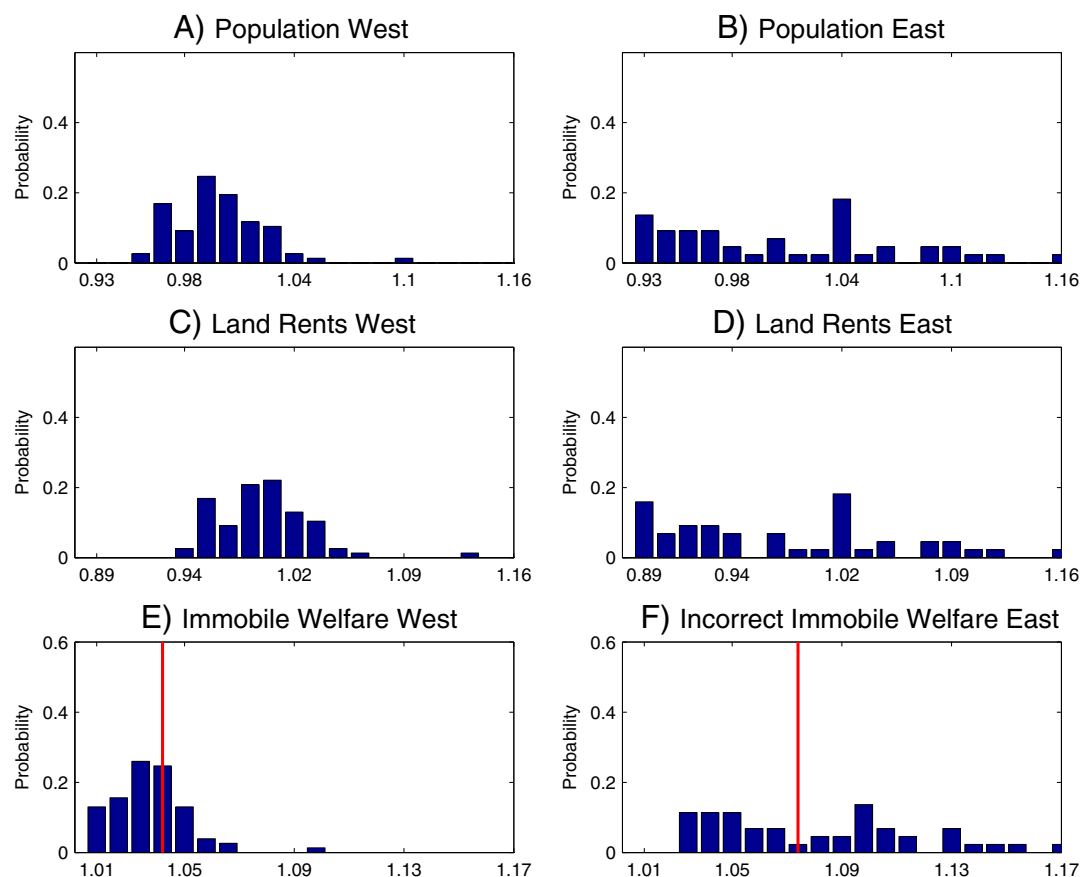 A) Population West
Probability
0.4
0.2
0
0.93 0.98 1.04 1.1 1.16
B) Population East
Probability
0.4
0.2
0
0.93 0.98 1.04 1.1 1.16
C) Land Rents West
Probability
0.4
0.2
0
0.89 0.94 1.02 1.09 1.16
D) Land Rents East
Probability
0.4
0.2
0
0.89 0.94 1.02 1.09 1.16
E) Immobile Welfare West
Probability
0.6
0.4
0.2
0
1.01 1.05 1.09 1.13 1.17
F) Incorrect Immobile Welfare East
Probability
0.6
0.4
0.2
0
1.01 1.05 1.09 1.13 1.17